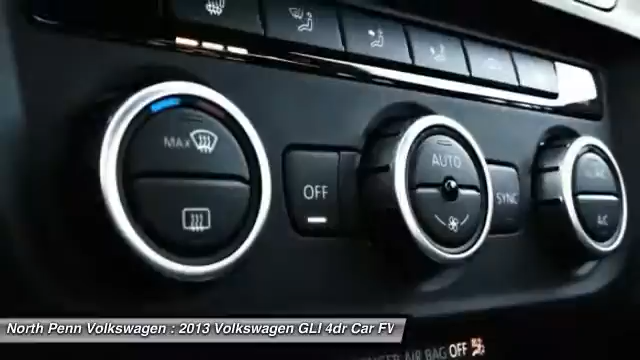 MAX
AUTO
OFF
SYNC
AC
AIR BAG OFF
North Penn Volkswagen : 2013 Volkswagen GLI 4dr Car FV